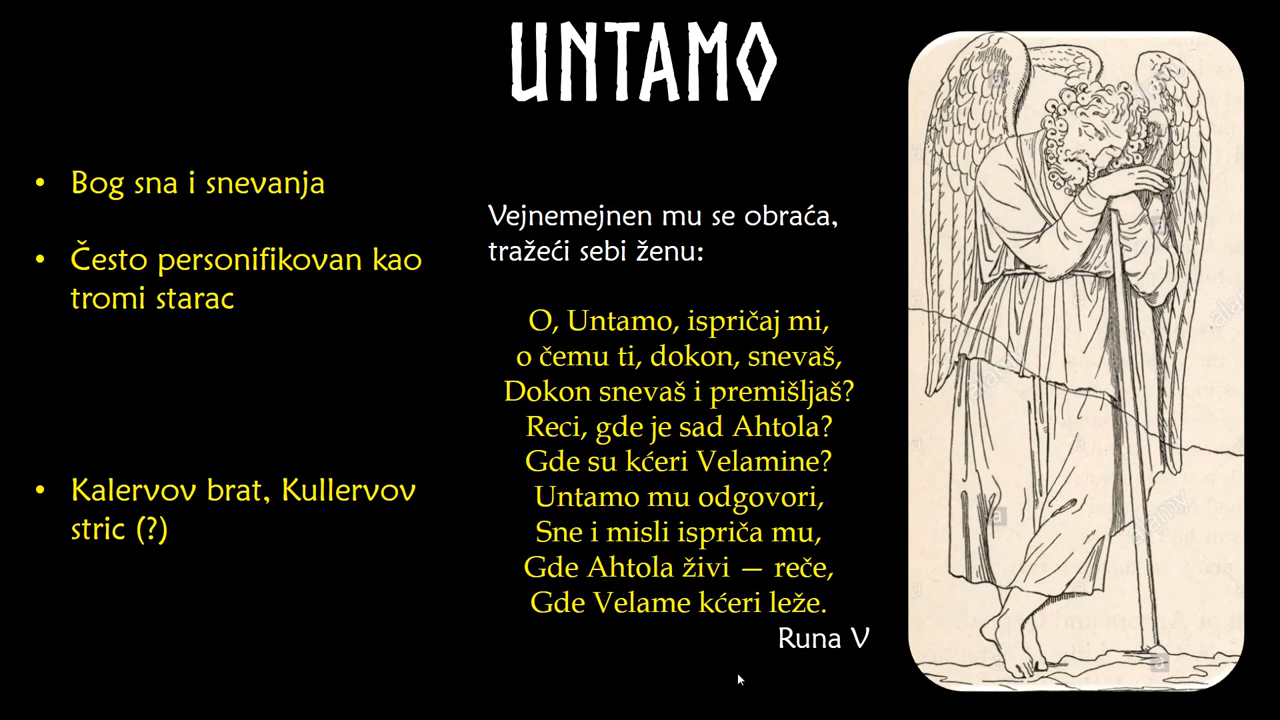 UNTAMO
• Bog sna i snevanja
• Često personifikovan kao
tromi starac
• Kalervov brat, Kullervov
stric (?)
Vejnemejnen mu se obraća,
tražeći sebi ženu:
O, Untamo, ispričaj mi,
o čemu ti, dokon, snevaš,
Dokon snevaš i premišljaš?
Reci, gde je sad Ahtola?
Gde su kćeri Velamine?
Untamo mu odgovori,
Sne i misli ispriča mu,
Gde Ahtola živi — reče,
Gde Velame kćeri leže.
Runa V
alamy
alamy
a
a